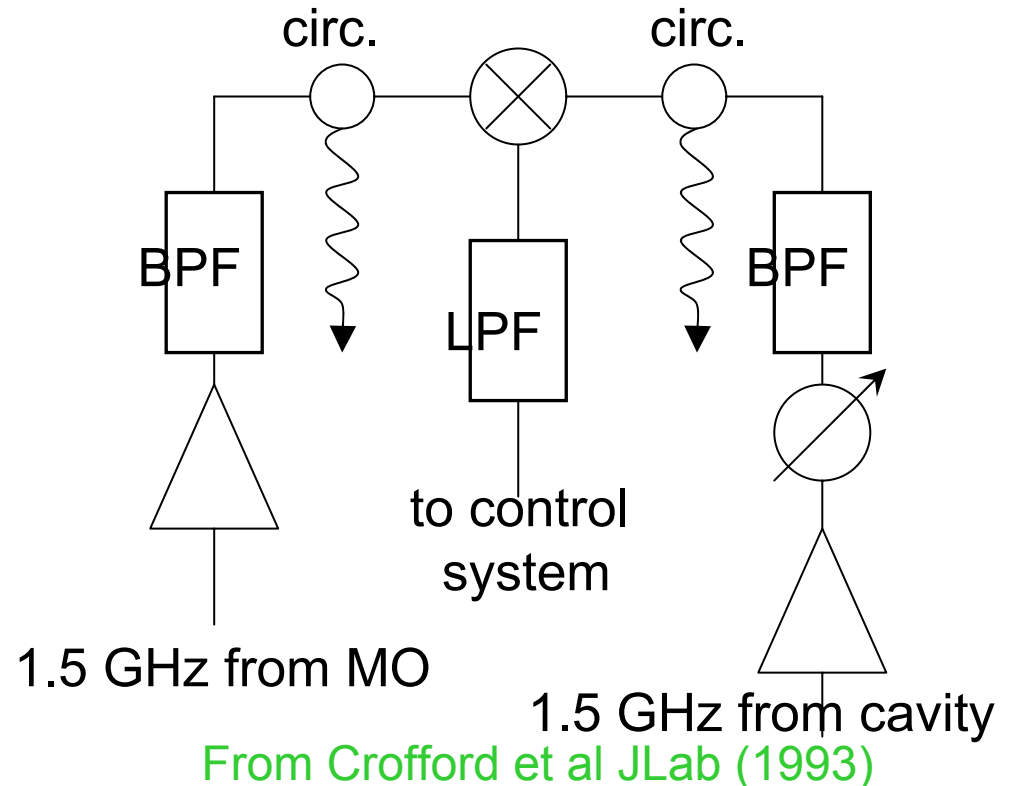 circ.
circ.
BPF
BPF
LPF
to control
system
1.5 GHz from MO
1.5 GHz from cavity
From Crofford et al JLab (1993)